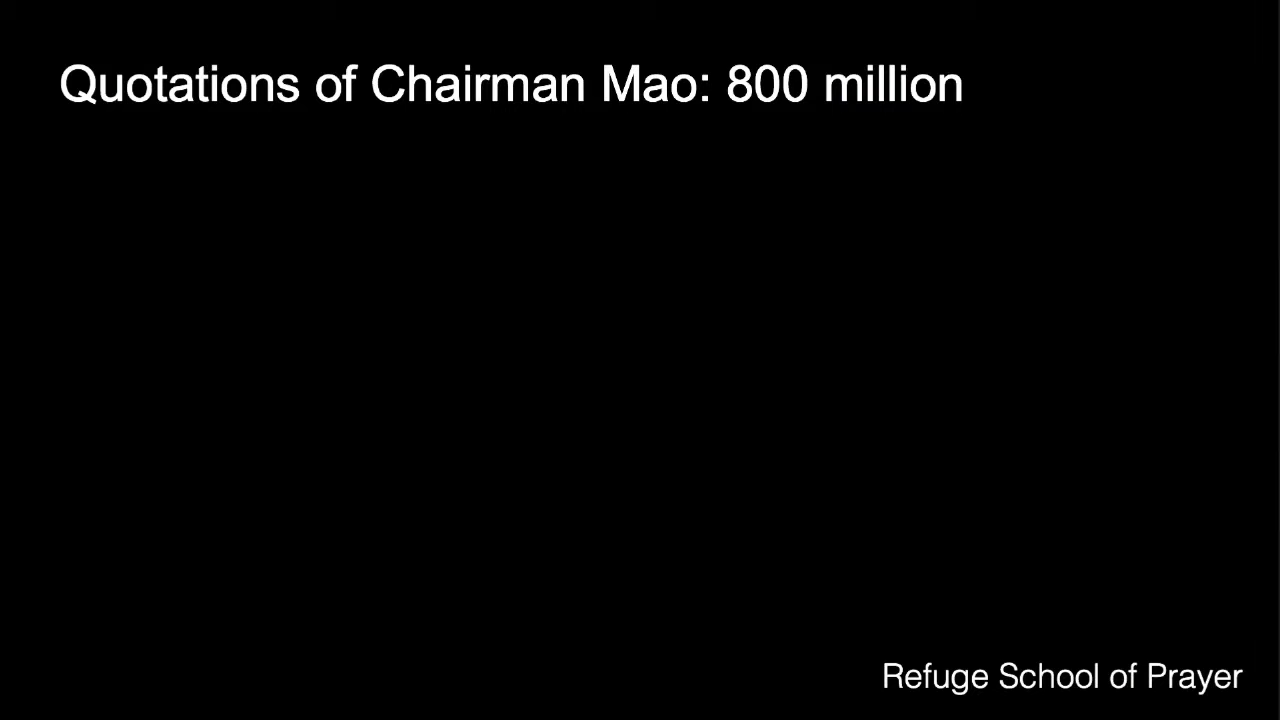 Quotations of Chairman Mao: 800 million
Refuge School of Prayer